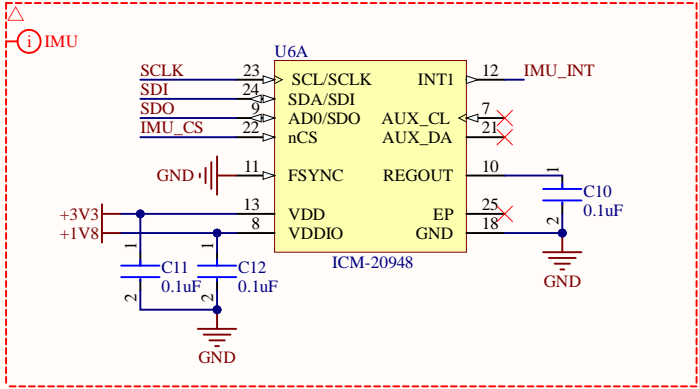 i IMU
U6A
SCLK 23 SCL/SCLK INT1 12 IMU_INT
SDI 24 SDA/SDI
SDO 9 AD0/SDO AUX_CL 7
IMU_CS 22 nCS AUX_DA 21
GND 11 FSYNC REGOUT 10
1
C10
0.1uF
2
+3V3 13 VDD EP 25
+1V8 8 VDDIO GND 18
ICM-20948
GND
1 1
C11 C12
0.1uF 0.1uF
2 2
GND